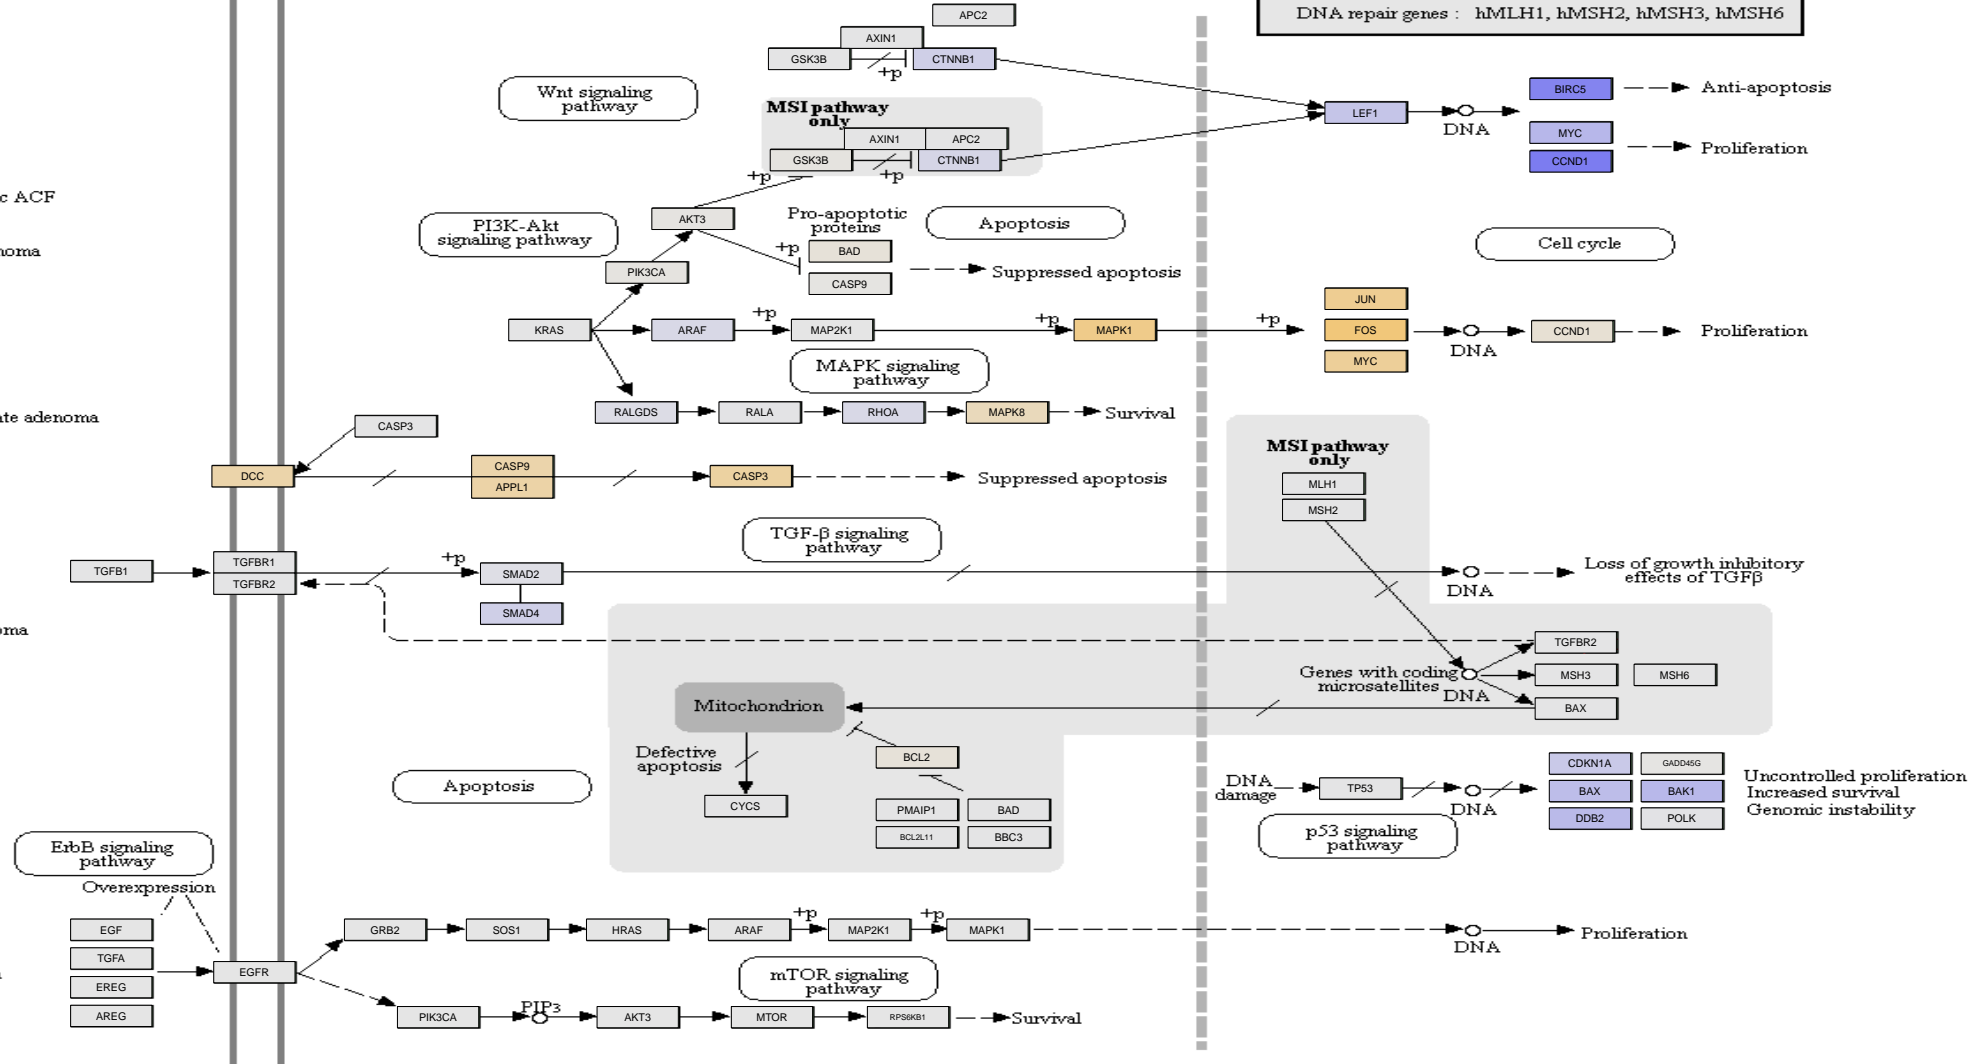 APC2
DNA repair genes : hMLH1, hMSH2, hMSH3, hMSH6
AXIN1
GSK3B
+p
CTNNB1
Wnt signaling
pathway
MSI pathway
only
AXIN1
APC2
GSK3B
+p
CTNNB1
+p
LEF1
DNA
BIRC5
Anti-apoptosis
MYC
CCND1
Proliferation
c ACF
noma
PI3K-Akt
signaling pathway
AKT3
Pro-apoptotic
proteins
Apoptosis
+p
BAD
CASP9
Suppressed apoptosis
PIK3CA
Cell cycle
KRAS
ARAF
+p
MAP2K1
+p
MAPK1
+p
JUN
FOS
MYC
DNA
CCND1
Proliferation
MAPK signaling
pathway
RALGDS
RALA
RHOA
MAPK8
Survival
te adenoma
CASP3
DCC
CASP9
APPL1
CASP3
Suppressed apoptosis
MSI pathway
only
MLH1
MSH2
TGF-β signaling
pathway
TGFB1
TGFBR1
TGFBR2
+p
SMAD2
SMAD4
DNA
Loss of growth inhibitory
effects of TGFβ
oma
Genes with coding
microsatellites
DNA
TGFBR2
MSH3
MSH6
BAX
Mitochondrion
Defective
apoptosis
CYCS
BCL2
PMAIP1
BAD
BCL2L11
BBC3
Apoptosis
DNA
damage
TP53
DNA
CDKN1A
GADD45G
BAX
BAK1
DDB2
POLK
Uncontrolled proliferation
Increased survival
Genomic instability
p53 signaling
pathway
ErbB signaling
pathway
Overexpression
EGF
TGFA
EREG
AREG
EGFR
GRB2
SOS1
HRAS
ARAF
+p
MAP2K1
+p
MAPK1
DNA
Proliferation
mTOR signaling
pathway
PIK3CA
PIP3
AKT3
MTOR
RPS6KB1
Survival